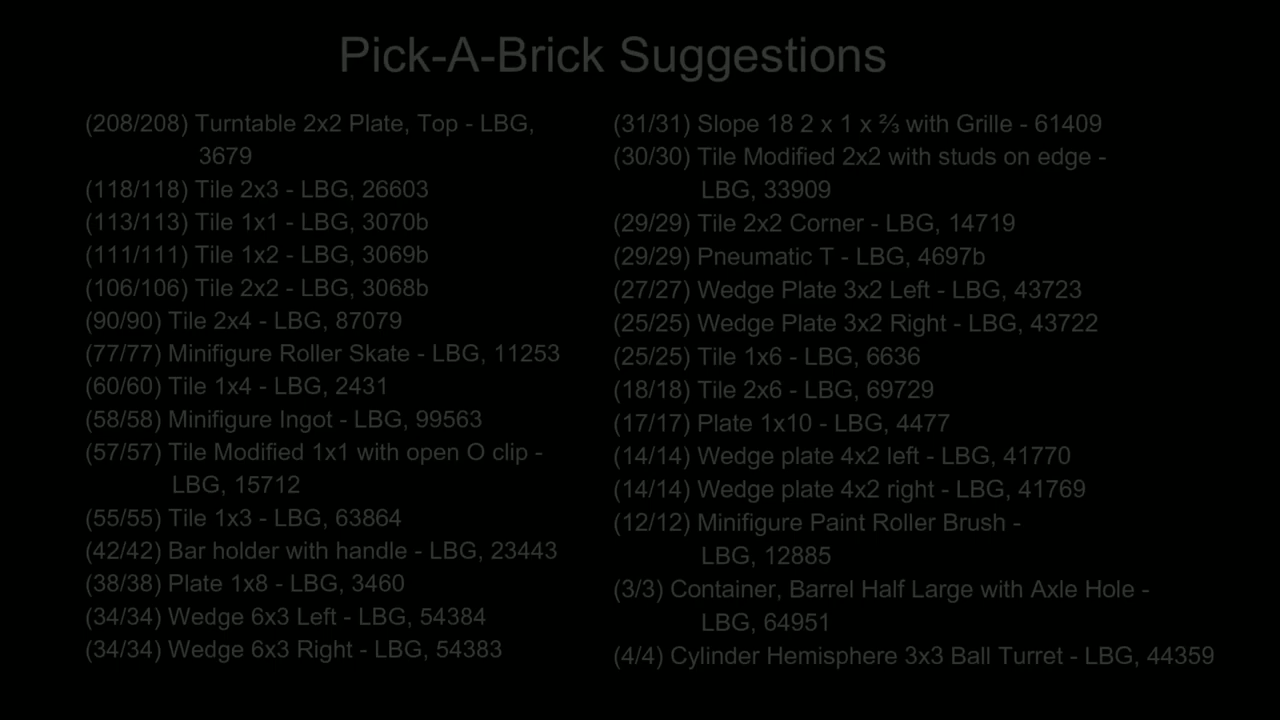 Pick-A-Brick Suggestions
(208/208) Turntable 2x2 Plate, Top - LBG,
3679
(118/118) Tile 2x3 - LBG, 26603
(113/113) Tile 1x1 - LBG, 3070b
(111/111) Tile 1x2 - LBG, 3069b
(106/106) Tile 2x2 - LBG, 3068b
(90/90) Tile 2x4 - LBG, 87079
(77/77) Minifigure Roller Skate - LBG, 11253
(60/60) Tile 1x4 - LBG, 2431
(58/58) Minifigure Ingot - LBG, 99563
(57/57) Tile Modified 1x1 with open O clip -
LBG, 15712
(55/55) Tile 1x3 - LBG, 63864
(42/42) Bar holder with handle - LBG, 23443
(38/38) Plate 1x8 - LBG, 3460
(34/34) Wedge 6x3 Left - LBG, 54384
(34/34) Wedge 6x3 Right - LBG, 54383
(31/31) Slope 18 2 x 1 x ⅔ with Grille - 61409
(30/30) Tile Modified 2x2 with studs on edge -
LBG, 33909
(29/29) Tile 2x2 Corner - LBG, 14719
(29/29) Pneumatic T - LBG, 4697b
(27/27) Wedge Plate 3x2 Left - LBG, 43723
(25/25) Wedge Plate 3x2 Right - LBG, 43722
(25/25) Tile 1x6 - LBG, 6636
(18/18) Tile 2x6 - LBG, 69729
(17/17) Plate 1x10 - LBG, 4477
(14/14) Wedge plate 4x2 left - LBG, 41770
(14/14) Wedge plate 4x2 right - LBG, 41769
(12/12) Minifigure Paint Roller Brush -
LBG, 12885
(3/3) Container, Barrel Half Large with Axle Hole -
LBG, 64951
(4/4) Cylinder Hemisphere 3x3 Ball Turret - LBG, 44359